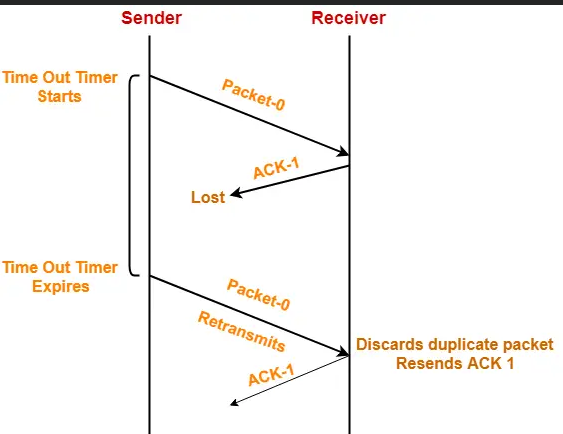 Sender
Receiver
Time Out Timer
Starts
Packet-0
ACK-1
Lost
Time Out Timer
Expires
Packet-0
Retransmits
Discards duplicate packet
Resends ACK 1
ACK-1